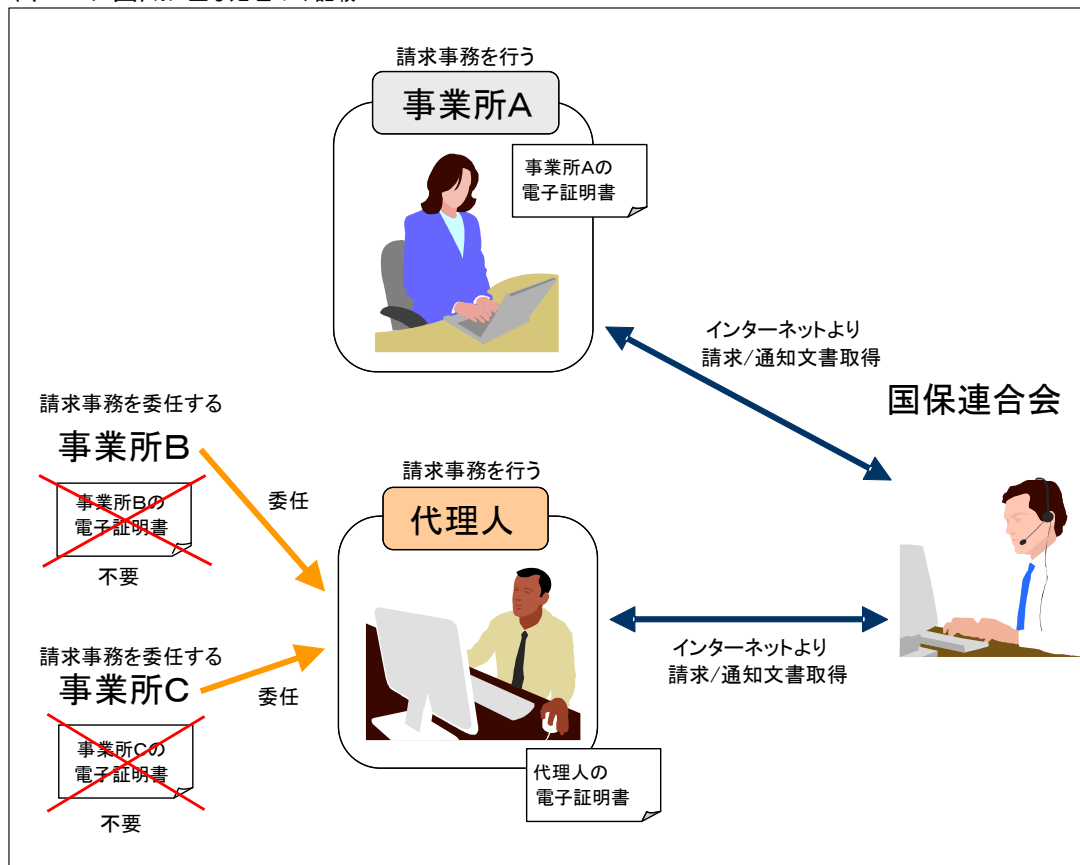 請求事務を行う
事業所A
事業所Aの
電子証明書
インターネットより
請求/通知文書取得
国保連合会
請求事務を委任する
事業所B
事業所Bの
電子証明書
不要
委任
請求事務を行う
代理人
インターネットより
請求/通知文書取得
請求事務を委任する
事業所C
委任
事業所Cの
電子証明書
不要
代理人の
電子証明書